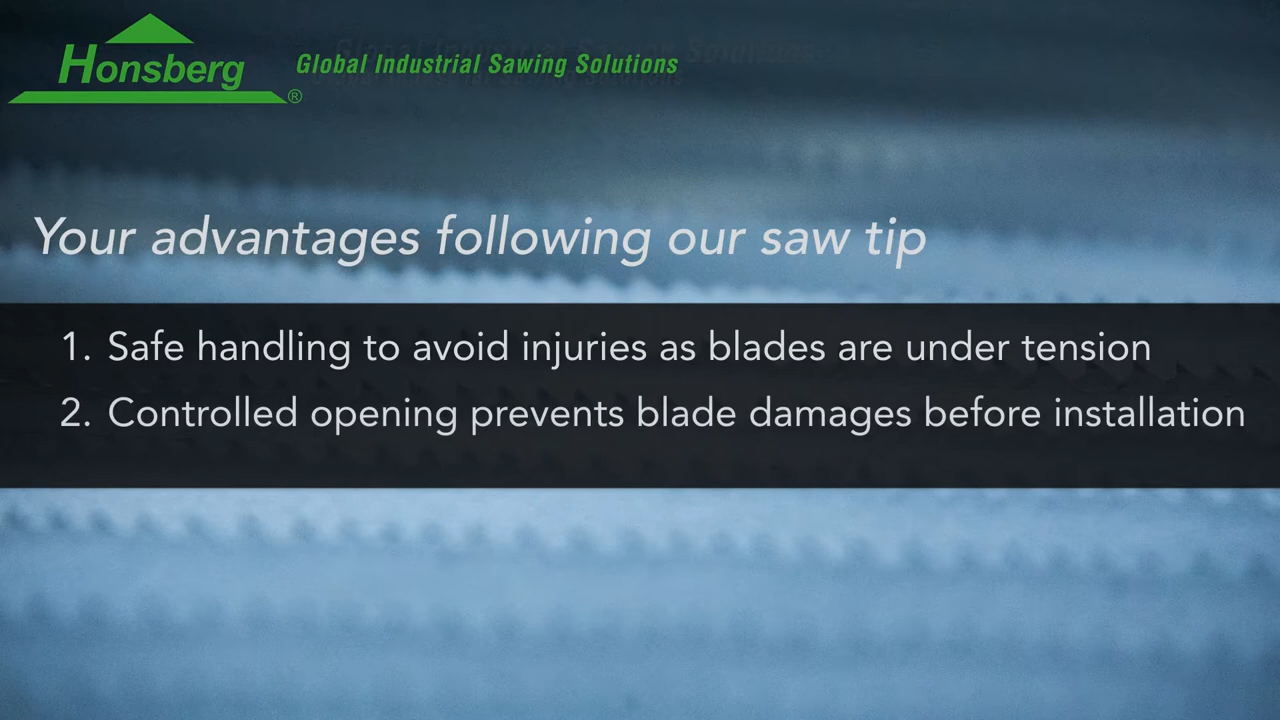 Honsberg
®
Global Industrial Sawing Solutions
Your advantages following our saw tip
1. Safe handling to avoid injuries as blades are under tension
2. Controlled opening prevents blade damages before installation